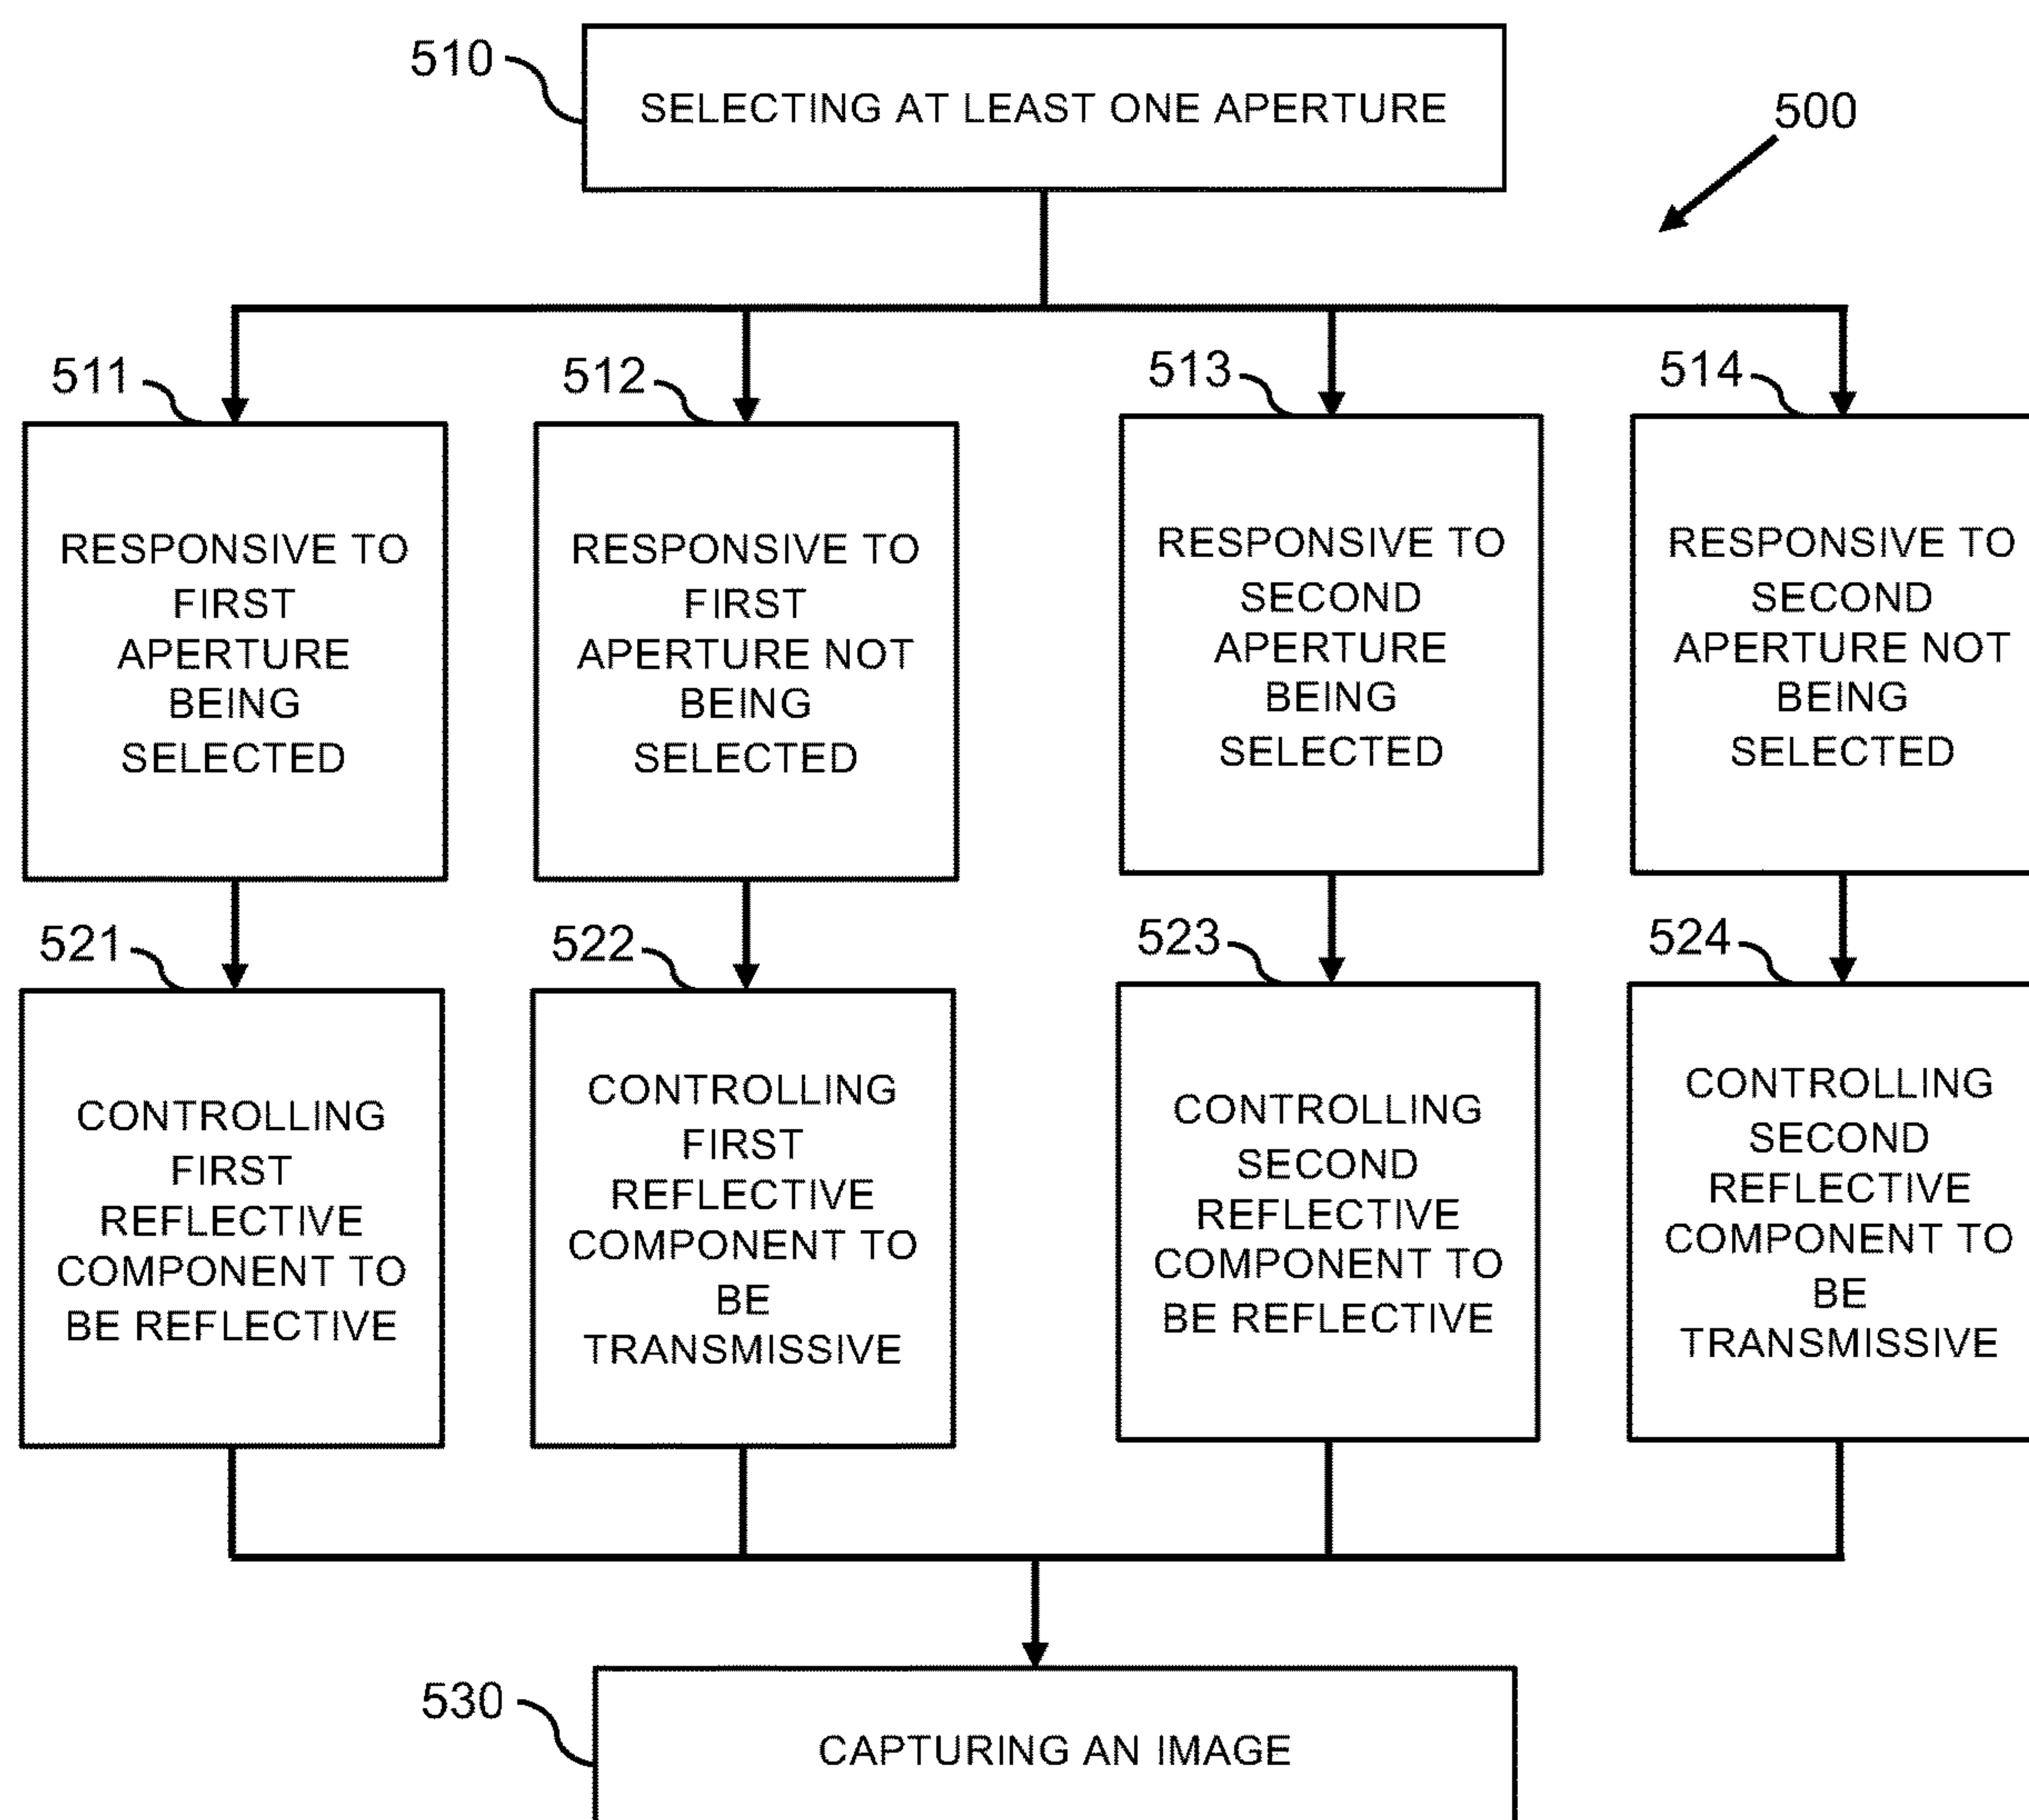 510
SELECTING AT LEAST ONE APERTURE
500
511
RESPONSIVE TO
FIRST
APERTURE
BEING
SELECTED
512
RESPONSIVE TO
FIRST
APERTURE NOT
BEING
SELECTED
513
RESPONSIVE TO
SECOND
APERTURE
BEING
SELECTED
514
RESPONSIVE TO
SECOND
APERTURE NOT
BEING
SELECTED
521
CONTROLLING
FIRST
REFLECTIVE
COMPONENT TO
BE REFLECTIVE
522
CONTROLLING
FIRST
REFLECTIVE
COMPONENT TO
BE
TRANSMISSIVE
523
CONTROLLING
SECOND
REFLECTIVE
COMPONENT TO
BE REFLECTIVE
524
CONTROLLING
SECOND
REFLECTIVE
COMPONENT TO
BE
TRANSMISSIVE
530
CAPTURING AN IMAGE